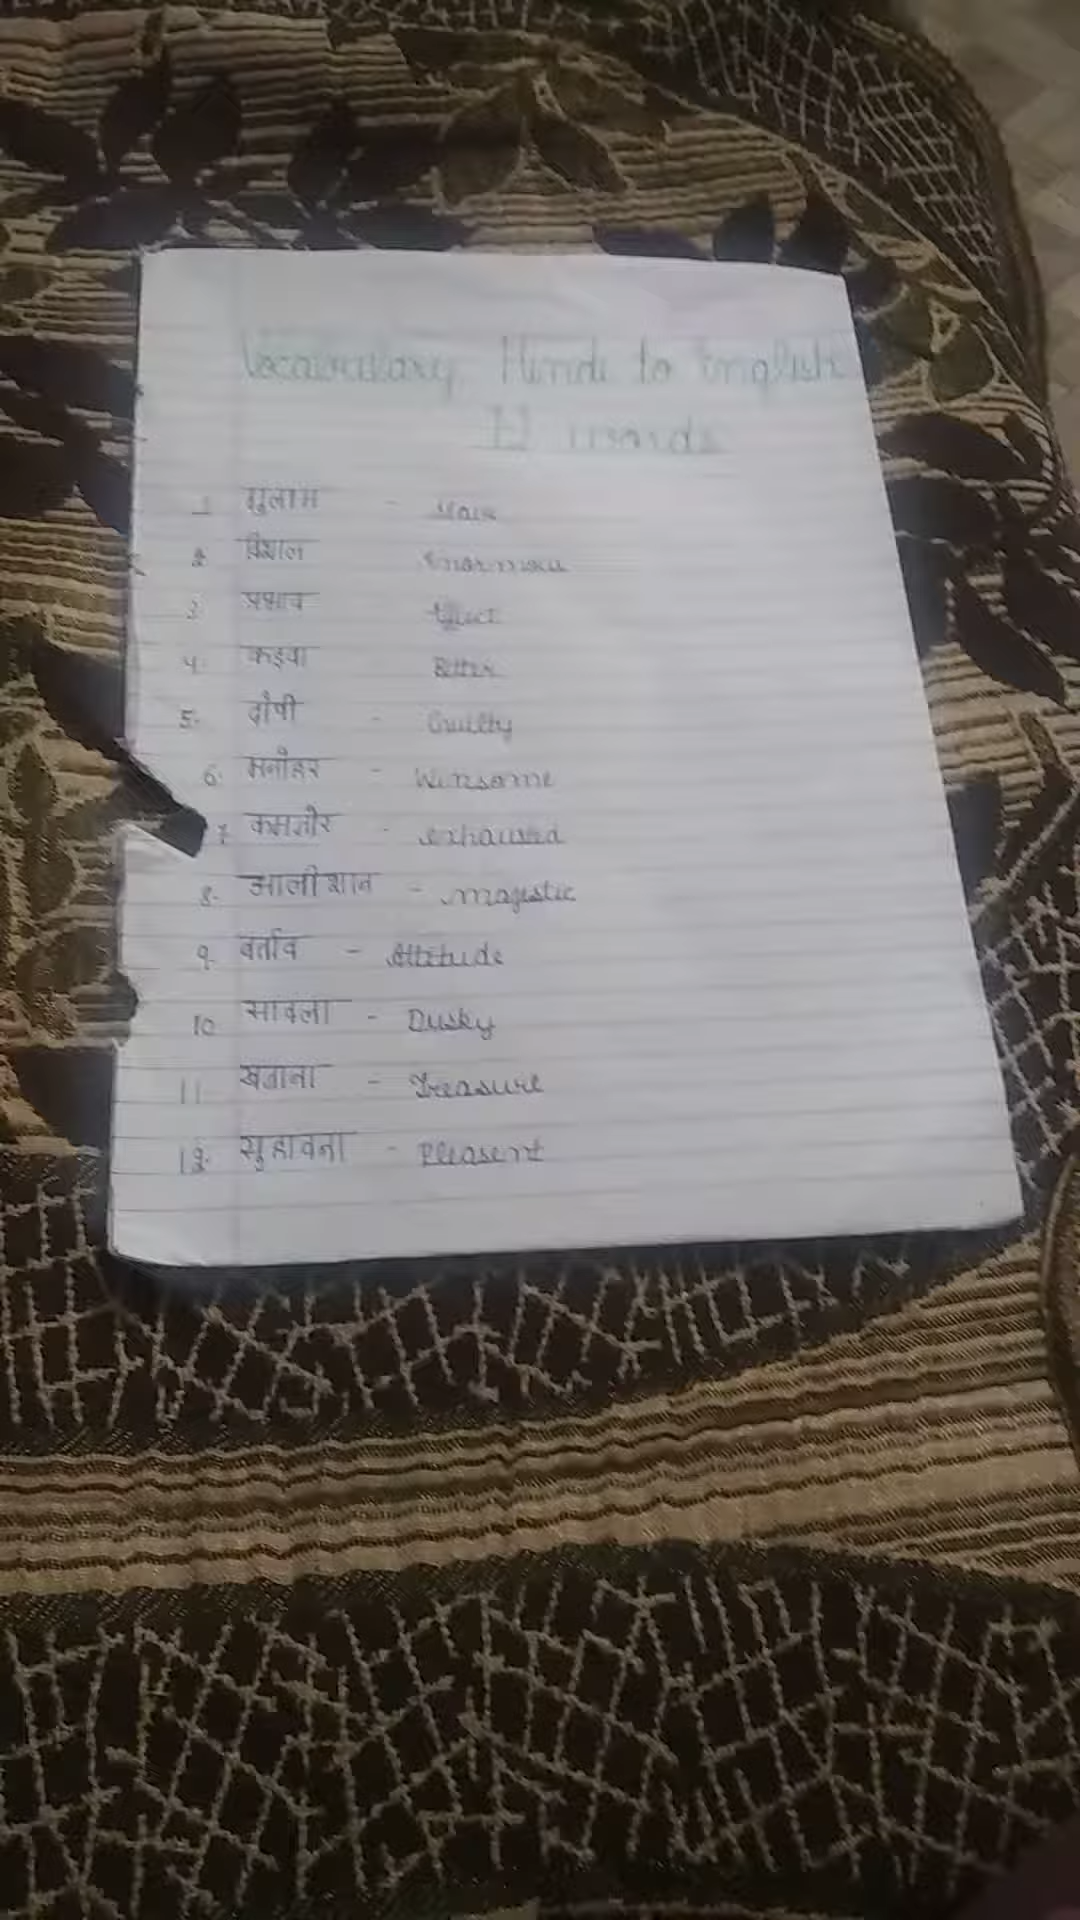 Vocabulary Hindi to English
12 words
1 गुलाम - slave
2 विशाल Enormous
3 प्रभाव Effect
4 कड़वा Bitter
5. दोषी - Guilty
6. मनोहर - Winsome
7. कमजोर -
8. आलीशान - majestic
9. बर्ताव - Attitude
10 सावला - Dusky
11 खजाना - Treasure
12. सुहावना - Pleasent